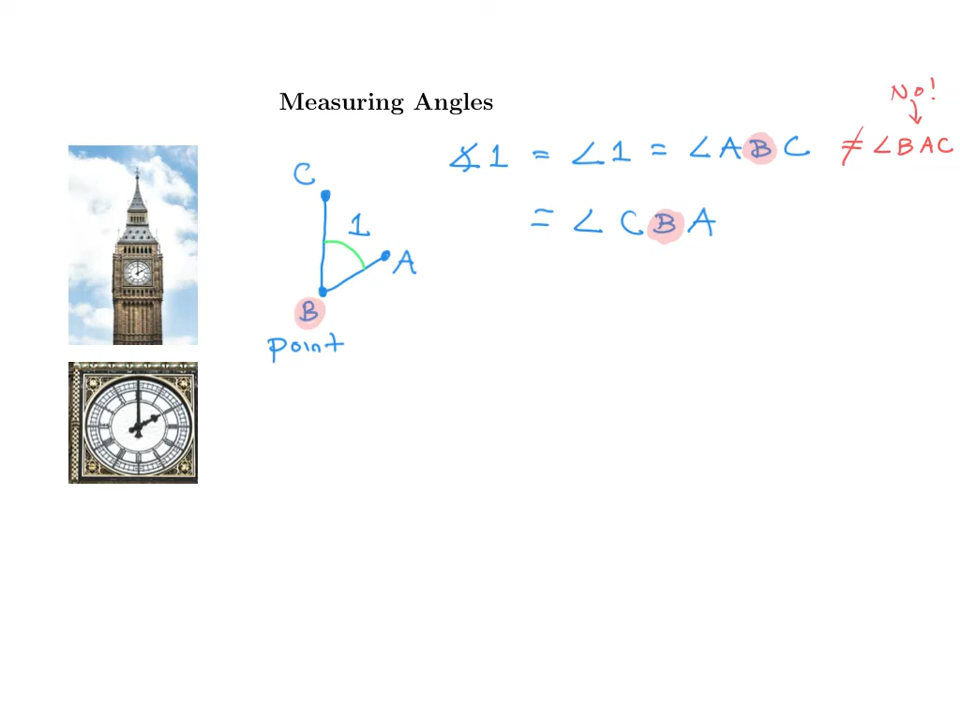 Measuring Angles
No!
∡1 = ∠1 = ∠ABC ≠ ∠BAC
= ∠CBA
C
1
A
B
point